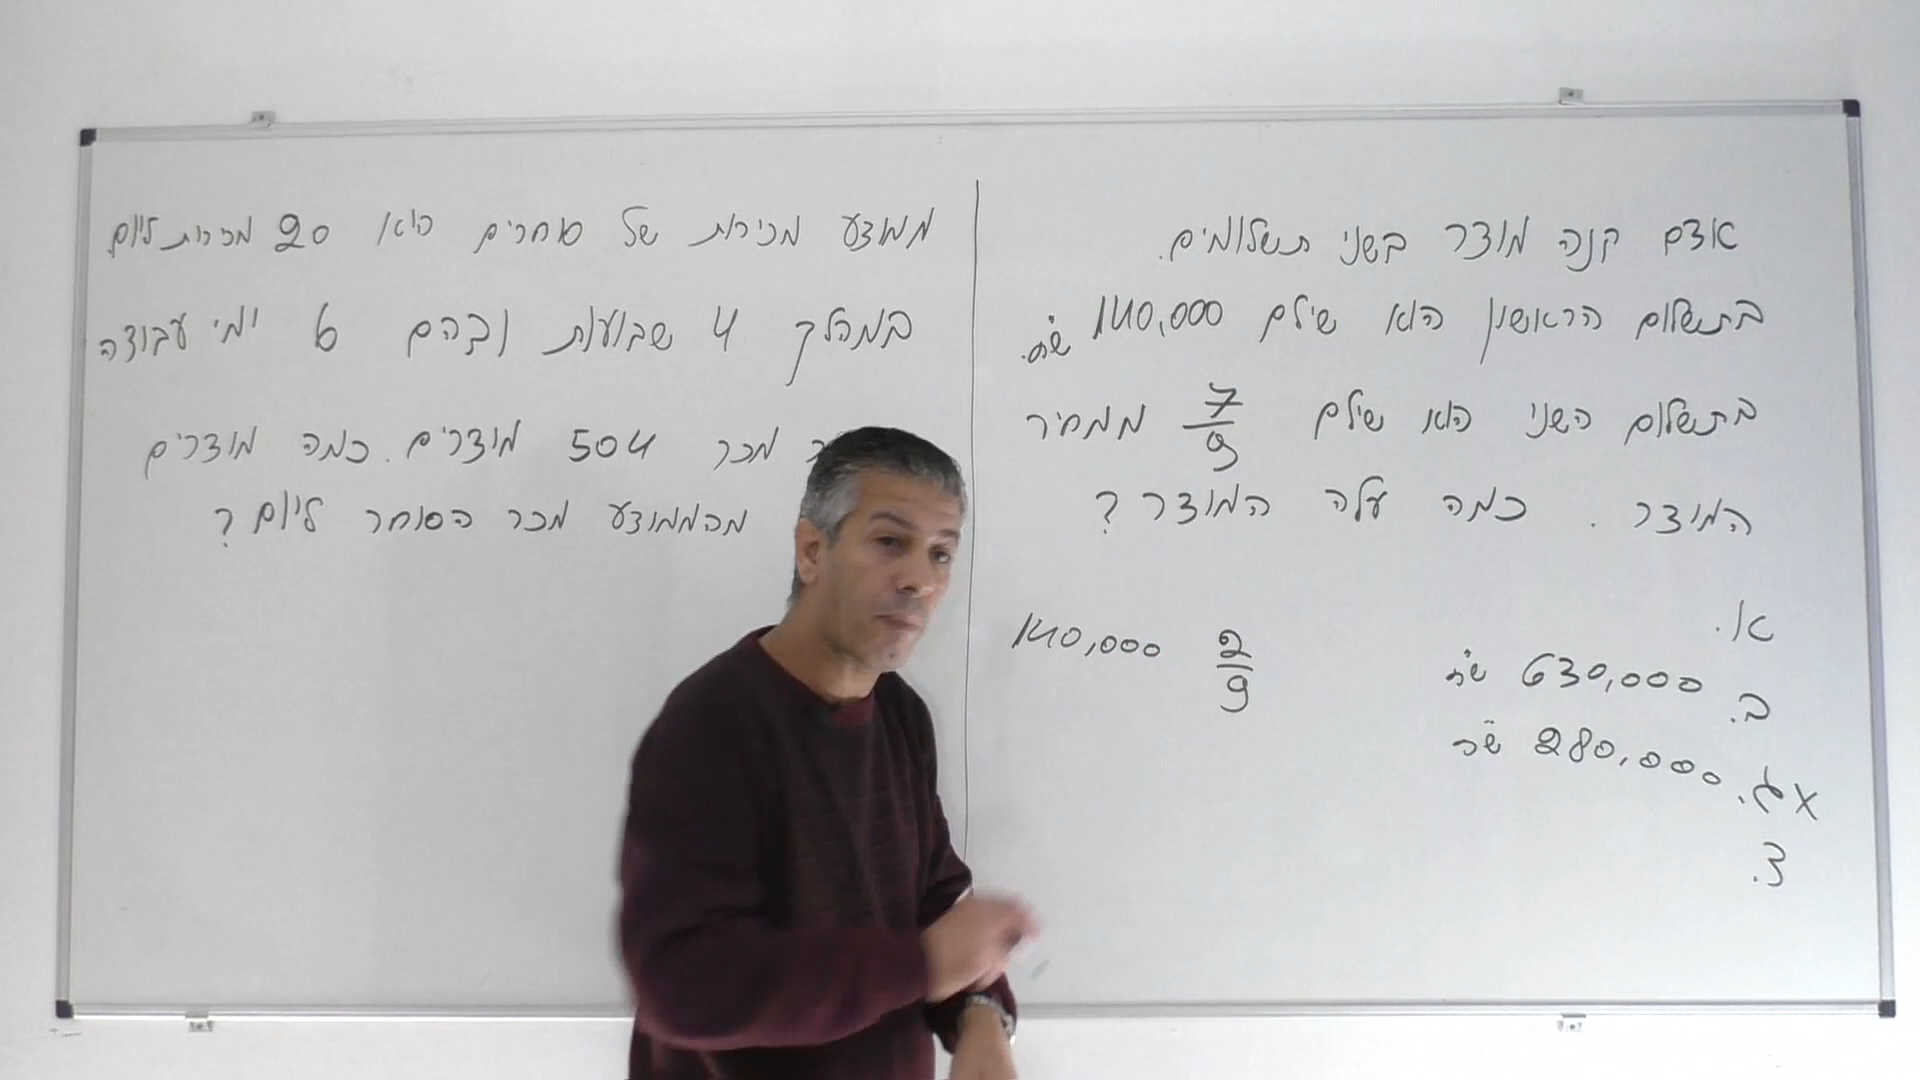 אדם קנה מוצר בשני תשלומים.
בתשלום הראשון הוא שילם 140,000 ש"ח.
בתשלום השני הוא שילם 7/9 ממחיר
המוצר. כמה עלה המוצר?
א.
ב. 630,000 ש"ח
ג. 280,000 ש"ח X
ד.
140,000 2/9
ממוצע מכירות של סוחרים הוא 20 מכירות ליום.
במהלך 4 שבועות ובהם 6 ימי עבודה
מכר 504 מוצרים. כמה מוצרים
מהממוצע מכר הסוחר ליום?